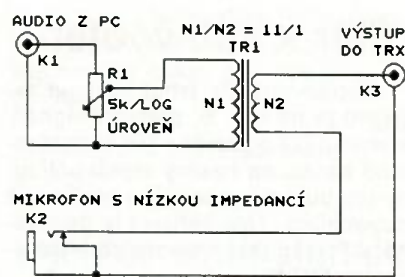 AUDIO Z PC
N1/N2 = 11/1
VÝSTUP
DO TRX
TR1
K1
R1
5k/LOG
ÚROVEŇ
N1
N2
K3
MIKROFON S NÍZKOU IMPEDANCÍ
K2